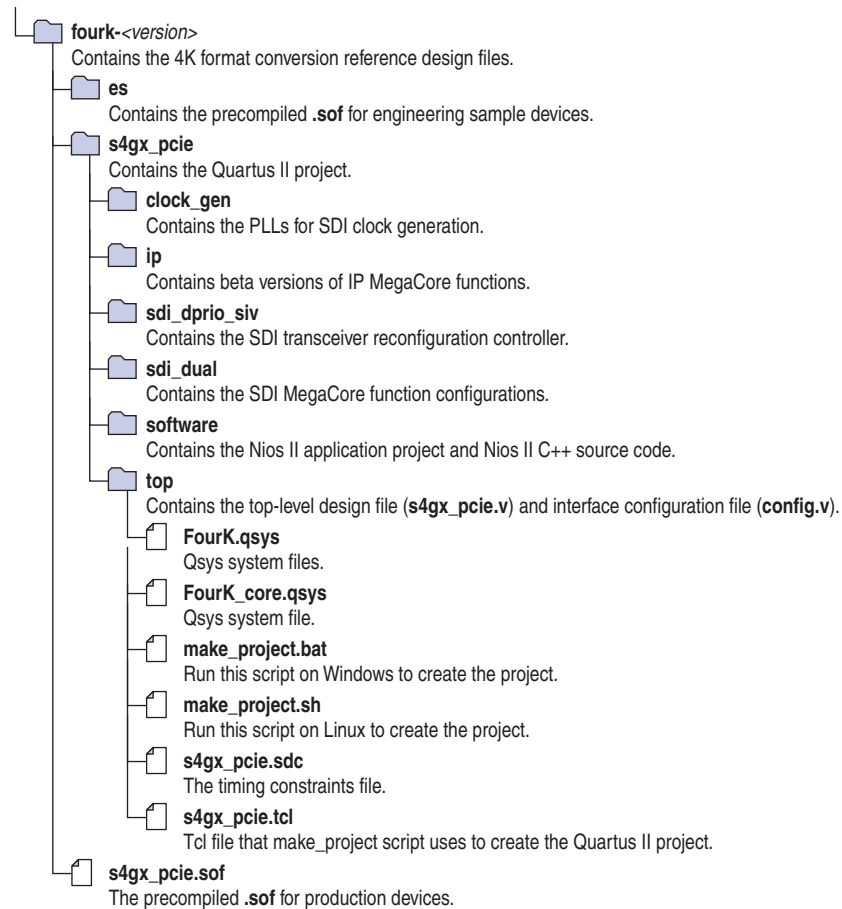 fourk-<version>
Contains the 4K format conversion reference design files.
es
Contains the precompiled .sof for engineering sample devices.
s4gx_pcie
Contains the Quartus II project.
clock_gen
Contains the PLLs for SDI clock generation.
ip
Contains beta versions of IP MegaCore functions.
sdi_dprio_siv
Contains the SDI transceiver reconfiguration controller.
sdi_dual
Contains the SDI MegaCore function configurations.
software
Contains the Nios II application project and Nios II C++ source code.
top
Contains the top-level design file (s4gx_pcie.v) and interface configuration file (config.v).
FourK.qsys
Qsys system files.
FourK_core.qsys
Qsys system file.
make_project.bat
Run this script on Windows to create the project.
make_project.sh
Run this script on Linux to create the project.
s4gx_pcie.sdc
The timing constraints file.
s4gx_pcie.tcl
Tcl file that make_project script uses to create the Quartus II project.
s4gx_pcie.sof
The precompiled .sof for production devices.